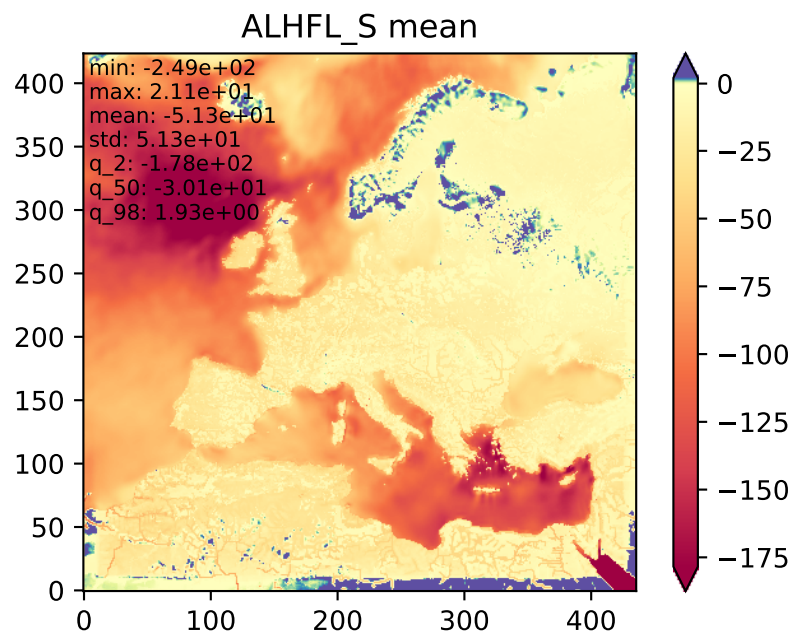 ALHFL_S mean
min: -2.49e+02
max: 2.11e+01
mean: -5.13e+01
std: 5.13e+01
q_2: -1.78e+02
q_50: -3.01e+01
q_98: 1.93e+00
400
350
300
250
200
150
100
50
0
0 100 200 300 400
0
−25
−50
−75
−100
−125
−150
−175